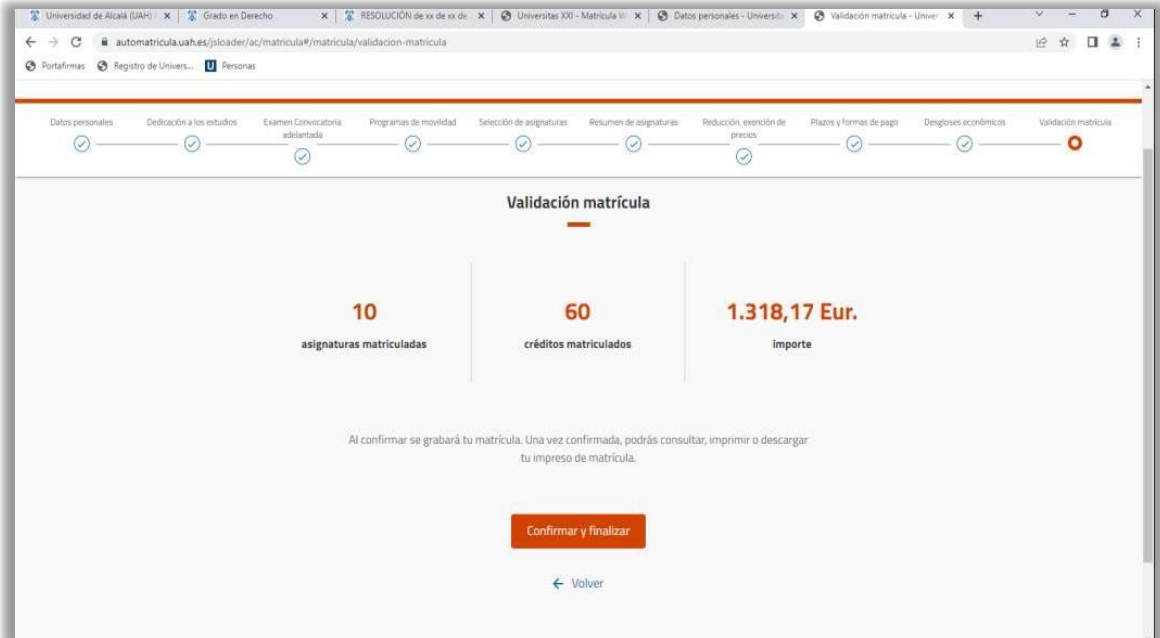 Universidad de Alcalá (UAH)
Grado en Derecho
RESOLUCIÓN de xx de xx de
Universitas XXI - Matricula
Datos personales - Universit
Validación matricula - Univer
automatricula.uah.es/jsloader/ac/matricula#/matricula/validacion-matricula
Portafirmas
Registro de Univers...
Personas
Datos personales
Dedicación a los estudios
Examen Convocatoria
adelantada
Programas de movilidad
Selección de asignaturas
Resumen de asignaturas
Reducción, exención de
precios
Plazos y formas de pago
Desgloses económicos
Validación matrícula
Validación matrícula
10
asignaturas matriculadas
60
créditos matriculados
1.318,17 Eur.
importe
Al confirmar se grabará tu matrícula. Una vez confirmada, podrás consultar, imprimir o descargar
tu impreso de matrícula.
Confirmar y finalizar
← Volver